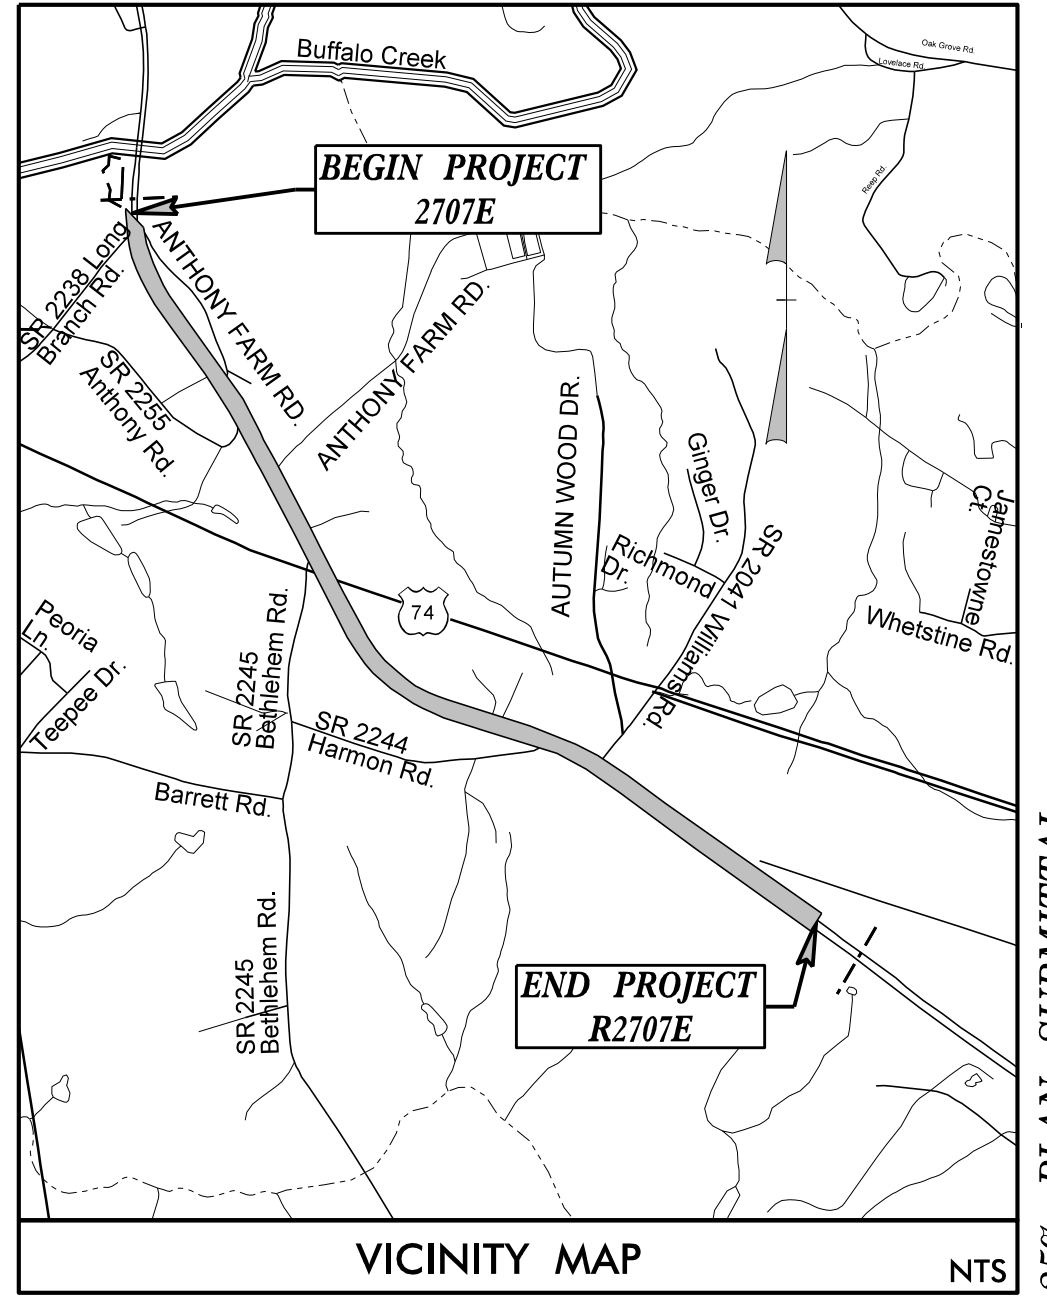 Oak Grove Rd.
Lovelace Rd.
Buffalo Creek
BEGIN PROJECT
2707E
Reep Rd.
SR 2238 Long
Branch Rd.
ANTHONY FARM RD.
ANTHONY FARM RD.
SR 2255
Anthony Rd.
AUTUMN WOOD DR.
Ginger Dr.
Richmond
Dr.
SR 2041 Williams Rd.
Jamestowne
Ct.
Whetstine Rd.
74
Peoria
Ln.
Teepee Dr.
SR 2245
Bethlehem Rd.
SR 2244
Harmon Rd.
Barrett Rd.
SR 2245
Bethlehem Rd.
END PROJECT
R2707E
VICINITY MAP
NTS
PLAN SUBMITTAL